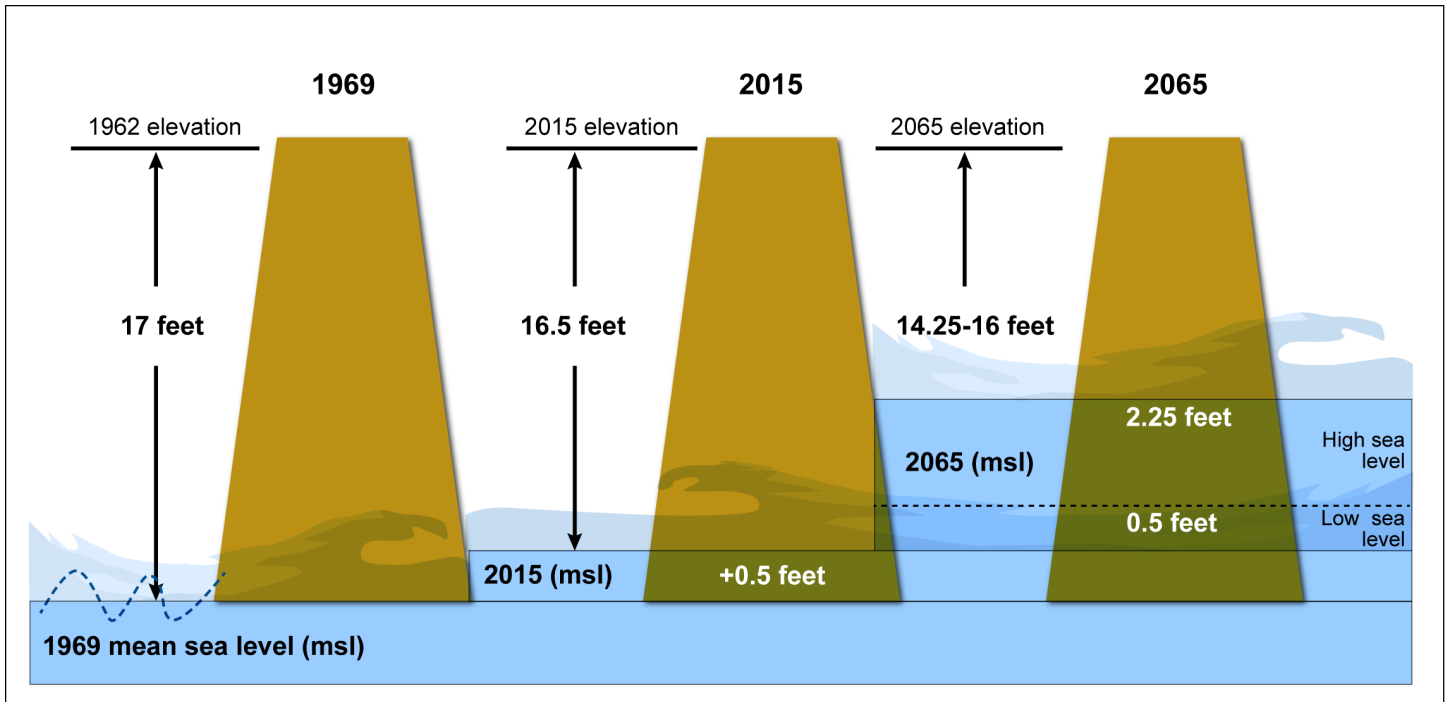 1969
2015
2065
1962 elevation
2015 elevation
2065 elevation
17 feet
16.5 feet
14.25-16 feet
2.25 feet
High sea
level
2065 (msl)
0.5 feet
Low sea
level
2015 (msl)
+0.5 feet
1969 mean sea level (msl)